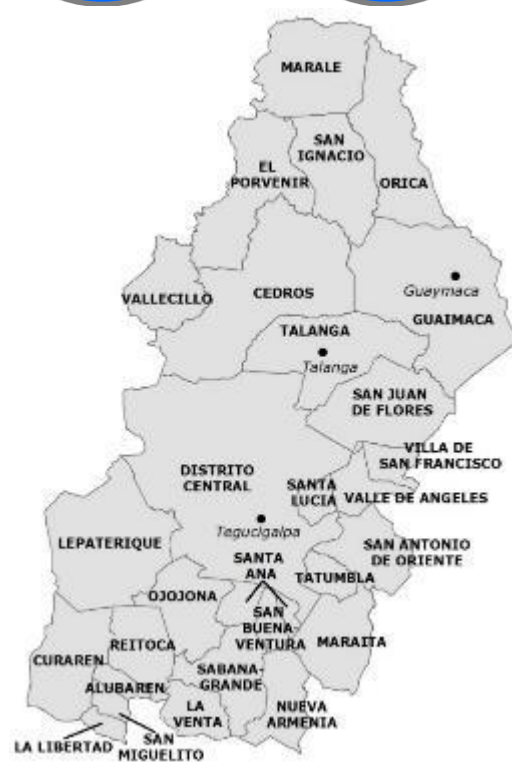 MARALE
SAN
IGNACIO
EL
PORVENIR
ORICA
VALLECILLO
CEDROS
Guaymaca
GUAIMACA
TALANGA
Talanga
SAN JUAN
DE FLORES
VILLA DE
SAN FRANCISCO
DISTRITO
CENTRAL
SANTA
LUCIA
VALLE DE ANGELES
Tegucigalpa
LEPATERIQUE
SAN ANTONIO
DE ORIENTE
SANTA
ANA
TATUMBLA
OJOJONA
SAN
BUENA-
VENTURA
MARAITA
CURAREN
REITOCA
SABANA-
GRANDE
ALUBAREN
LA
VENTA
NUEVA
ARMENIA
LA LIBERTAD
SAN
MIGUELITO